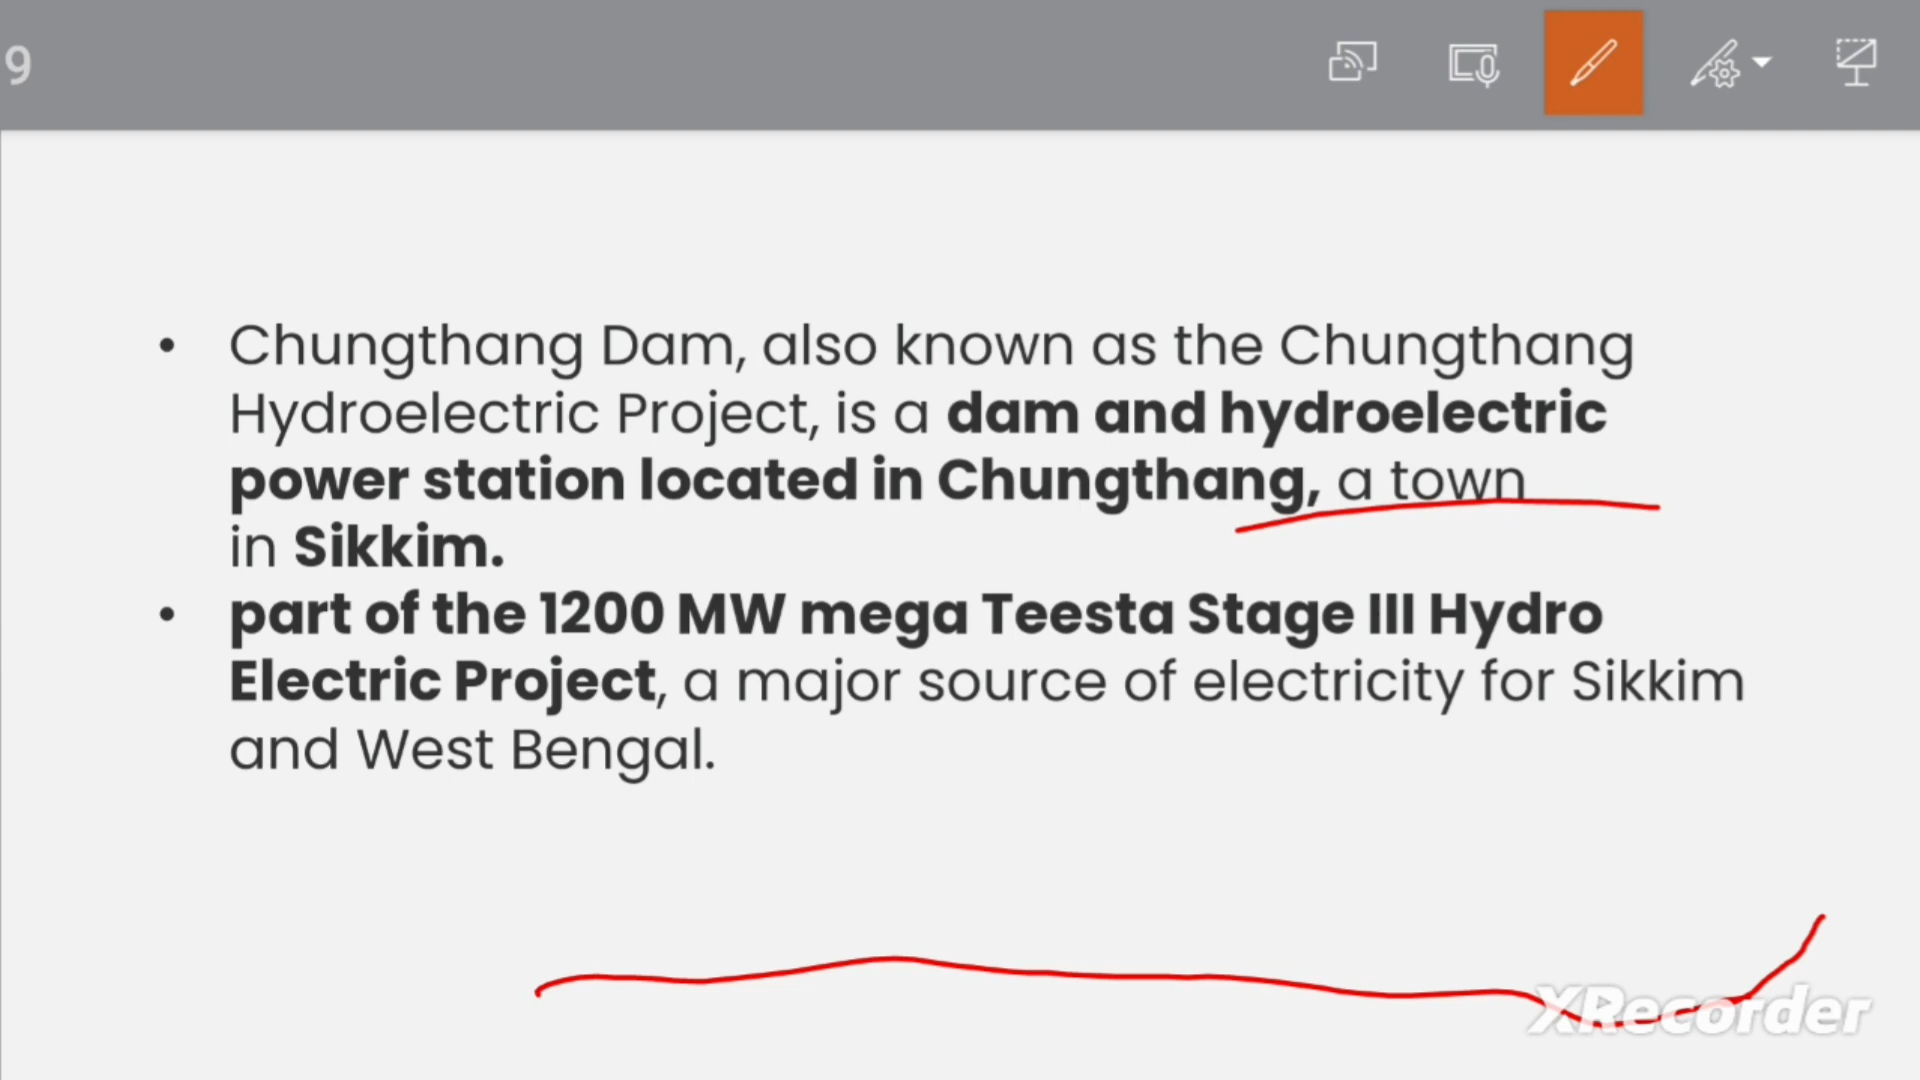 9
• Chungthang Dam, also known as the Chungthang
Hydroelectric Project, is a dam and hydroelectric
power station located in Chungthang, a town
in Sikkim.
• part of the 1200 MW mega Teesta Stage III Hydro
Electric Project, a major source of electricity for Sikkim
and West Bengal.
XRecorder